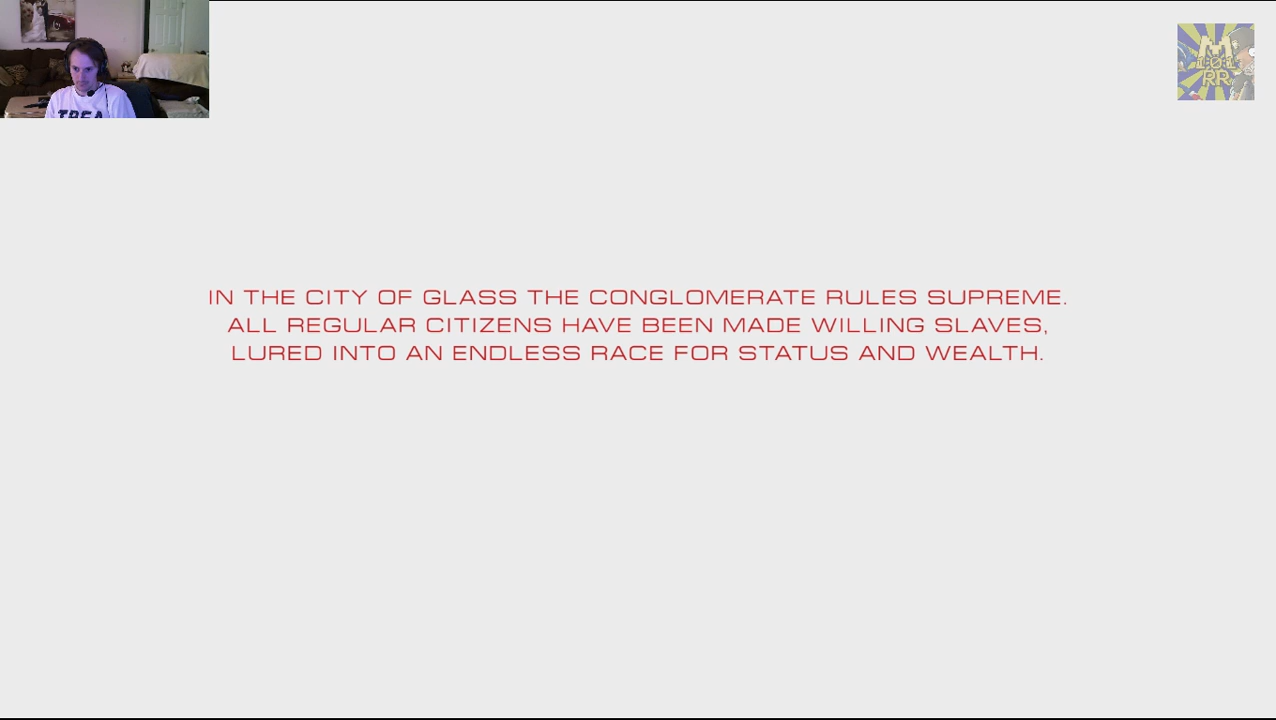 IN THE CITY OF GLASS THE CONGLOMERATE RULES SUPREME.
ALL REGULAR CITIZENS HAVE BEEN MADE WILLING SLAVES,
LURED INTO AN ENDLESS RACE FOR STATUS AND WEALTH.